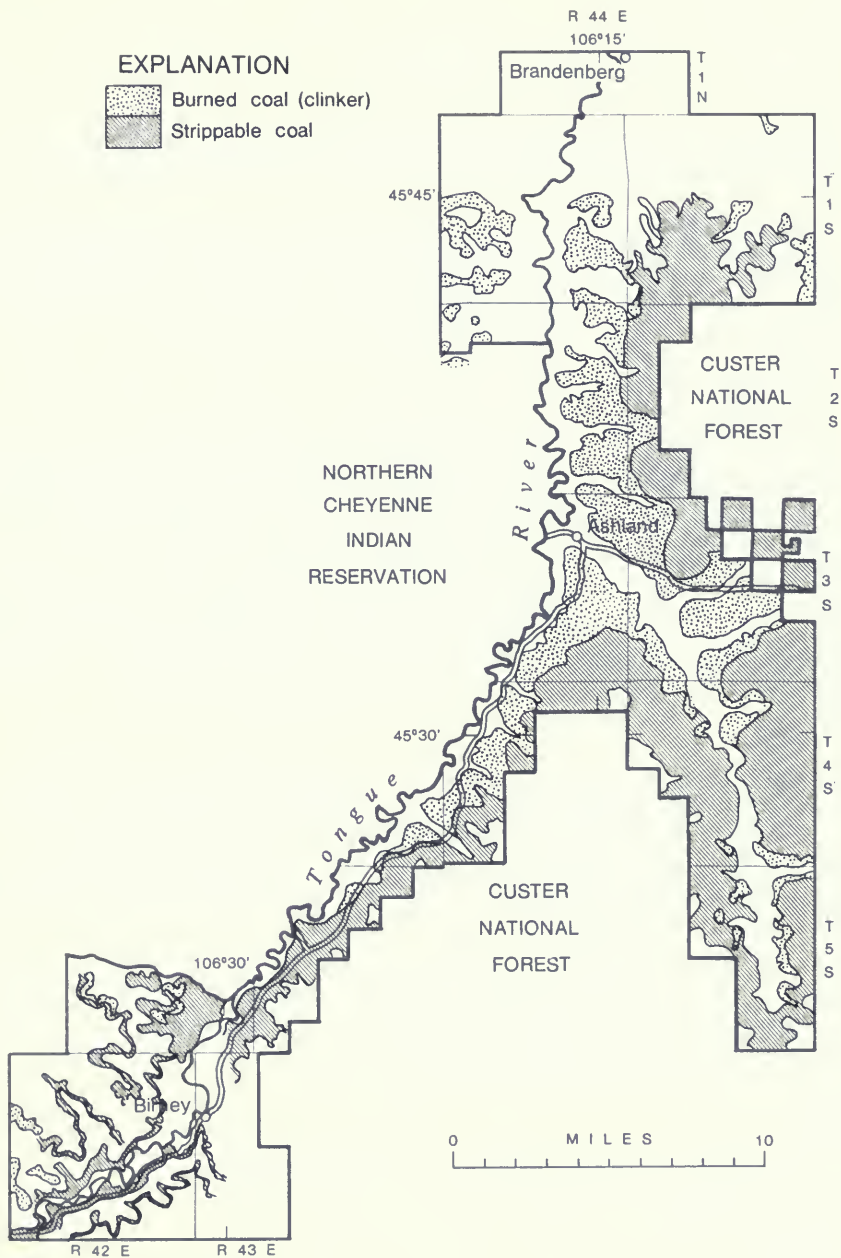 R 44 E
106°15'
EXPLANATION
Burned coal (clinker)
Strippable coal
Brandenberg
T 1 N
45°45'
T 1 S
CUSTER
NATIONAL
FOREST
T 2 S
NORTHERN
CHEYENNE
INDIAN
RESERVATION
River
Ashland
T 3 S
45°30'
T 4 S
Tongue
CUSTER
NATIONAL
FOREST
T 5 S
106°30'
Birney
0 MILES 10
R 42 E R 43 E